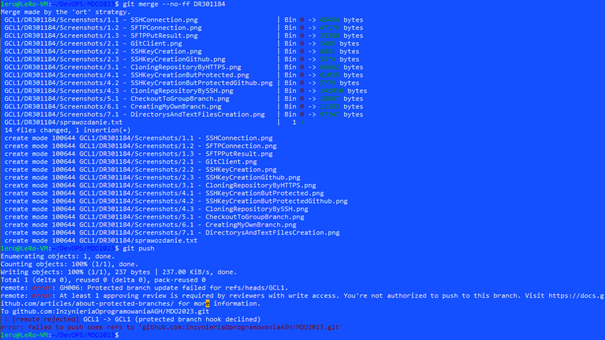 lero@LeRo-VM:~/DevOPS/MDO2023$ git merge --no-ff DR301184
Merge made by the 'ort' strategy.
GCL1/DR301184/Screenshots/1.1 - SSHConnection.png | Bin 0 -> bytes
GCL1/DR301184/Screenshots/1.2 - SFTPConnection.png | Bin 0 -> bytes
GCL1/DR301184/Screenshots/1.3 - SFTPPutResult.png | Bin 0 -> bytes
GCL1/DR301184/Screenshots/2.1 - GitClient.png | Bin 0 -> bytes
GCL1/DR301184/Screenshots/2.2 - SSHKeyCreation.png | Bin 0 -> bytes
GCL1/DR301184/Screenshots/2.3 - SSHKeyCreationGithub.png | Bin 0 -> bytes
GCL1/DR301184/Screenshots/3.1 - CloningRepositoryByHTTPS.png | Bin 0 -> bytes
GCL1/DR301184/Screenshots/4.1 - SSHKeyCreationButProtected.png | Bin 0 -> bytes
GCL1/DR301184/Screenshots/4.2 - SSHKeyCreationButProtectedGithub.png | Bin 0 -> bytes
GCL1/DR301184/Screenshots/4.3 - CloningRepositoryBySSH.png | Bin 0 -> bytes
GCL1/DR301184/Screenshots/5.1 - CheckoutToGroupBranch.png | Bin 0 -> bytes
GCL1/DR301184/Screenshots/6.1 - CreatingMyOwnBranch.png | Bin 0 -> bytes
GCL1/DR301184/Screenshots/7.1 - DirectorysAndTextFilesCreation.png | Bin 0 -> bytes
GCL1/DR301184/sprawozdanie.txt | 1
14 files changed, 1 insertion(+)
create mode 100644 GCL1/DR301184/Screenshots/1.1 - SSHConnection.png
create mode 100644 GCL1/DR301184/Screenshots/1.2 - SFTPConnection.png
create mode 100644 GCL1/DR301184/Screenshots/1.3 - SFTPPutResult.png
create mode 100644 GCL1/DR301184/Screenshots/2.1 - GitClient.png
create mode 100644 GCL1/DR301184/Screenshots/2.2 - SSHKeyCreation.png
create mode 100644 GCL1/DR301184/Screenshots/2.3 - SSHKeyCreationGithub.png
create mode 100644 GCL1/DR301184/Screenshots/3.1 - CloningRepositoryByHTTPS.png
create mode 100644 GCL1/DR301184/Screenshots/4.1 - SSHKeyCreationButProtected.png
create mode 100644 GCL1/DR301184/Screenshots/4.2 - SSHKeyCreationButProtectedGithub.png
create mode 100644 GCL1/DR301184/Screenshots/4.3 - CloningRepositoryBySSH.png
create mode 100644 GCL1/DR301184/Screenshots/5.1 - CheckoutToGroupBranch.png
create mode 100644 GCL1/DR301184/Screenshots/6.1 - CreatingMyOwnBranch.png
create mode 100644 GCL1/DR301184/Screenshots/7.1 - DirectorysAndTextFilesCreation.png
create mode 100644 GCL1/DR301184/sprawozdanie.txt
lero@LeRo-VM:~/DevOPS/MDO2023$ git push
Enumerating objects: 1, done.
Counting objects: 100% (1/1), done.
Writing objects: 100% (1/1), 237 bytes | 237.00 KiB/s, done.
Total 1 (delta 0), reused 0 (delta 0), pack-reused 0
remote: error: GH006: Protected branch update failed for refs/heads/GCL1.
remote: error: At least 1 approving review is required by reviewers with write access. You're not authorized to push to this branch. Visit https://docs.g
ithub.com/articles/about-protected-branches/ for more information.
To github.com:InzynieriaOprogramowaniaAGH/MDO2023.git
! [remote rejected] GCL1 -> GCL1 (protected branch hook declined)
error: failed to push some refs to 'github.com:InzynieriaOprogramowaniaAGH/MDO2023.git'
lero@LeRo-VM:~/DevOPS/MDO2023$